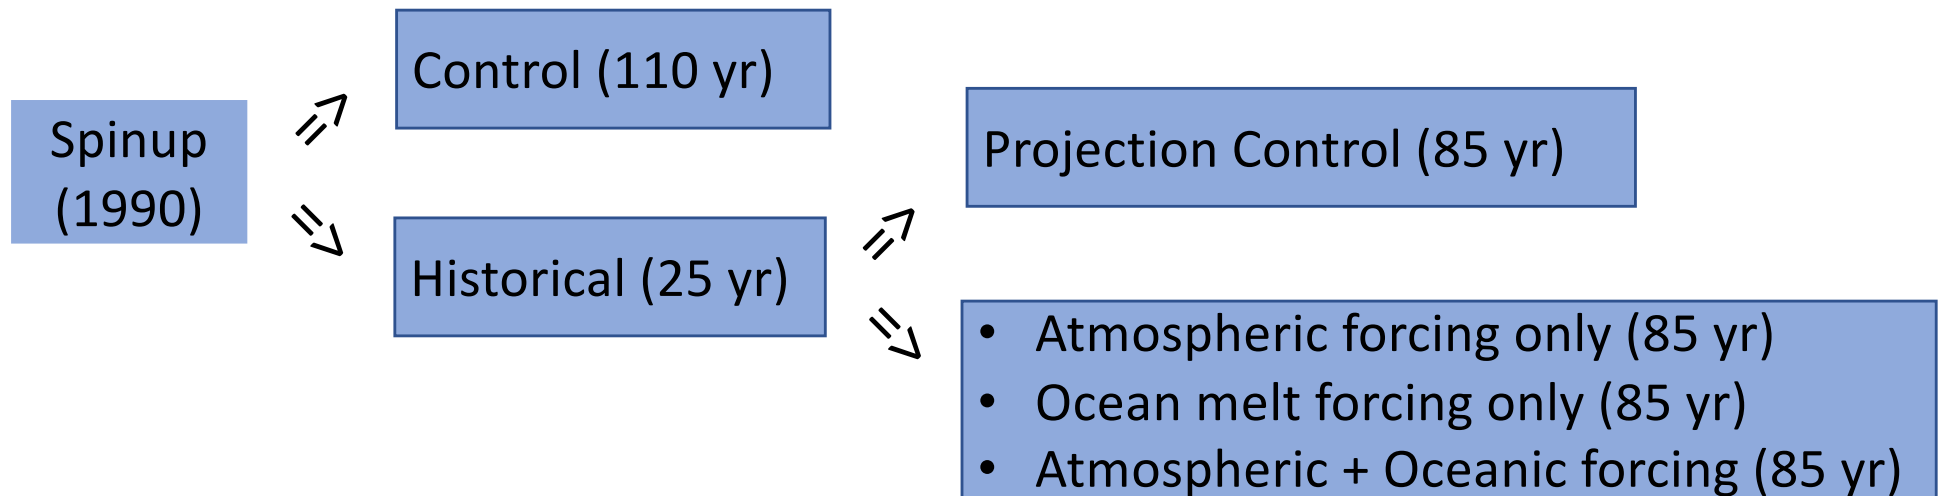 Spinup
(1990)
Control (110 yr)
Historical (25 yr)
Projection Control (85 yr)
• Atmospheric forcing only (85 yr)
• Ocean melt forcing only (85 yr)
• Atmospheric + Oceanic forcing (85 yr)